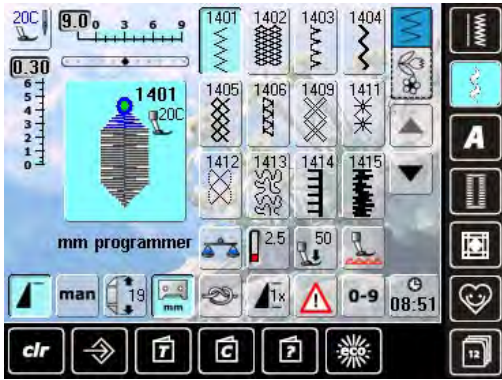 20C 9.0 0 3 6 9 1401 1402 1403 1404
0.30
6
5 1401 1405 1406 1409 1411
4 20C
3
2
1
0 1412 1413 1414 1415
mm programmer 2.5 50
man 19 mm 1x 0-9 08:51
A
clr T C ? eco 12